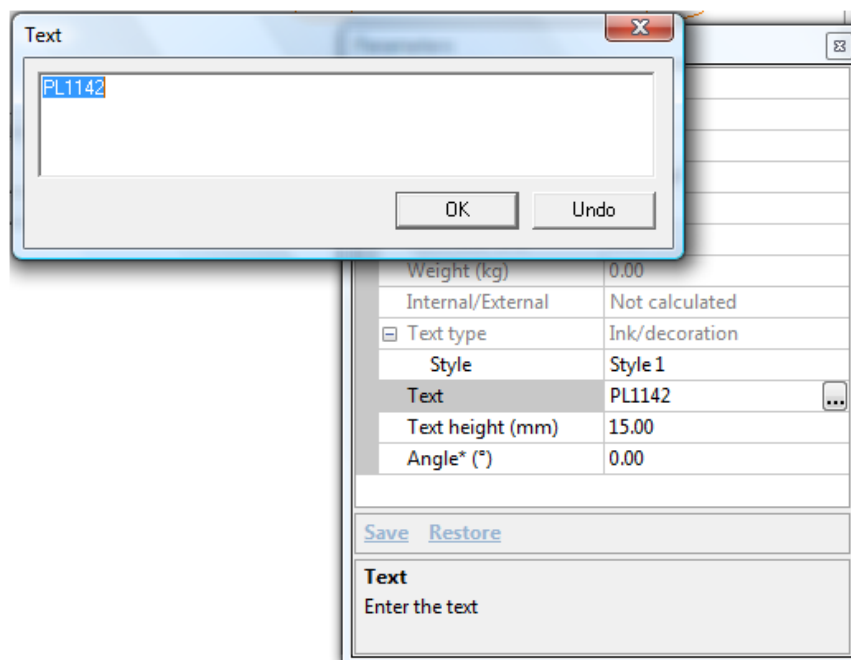 Text
PL1142
OK Undo
Weight (kg) 0.00
Internal/External Not calculated
Text type Ink/decoration
Style Style 1
Text PL1142 ...
Text height (mm) 15.00
Angle* (°) 0.00
Save Restore
Text
Enter the text